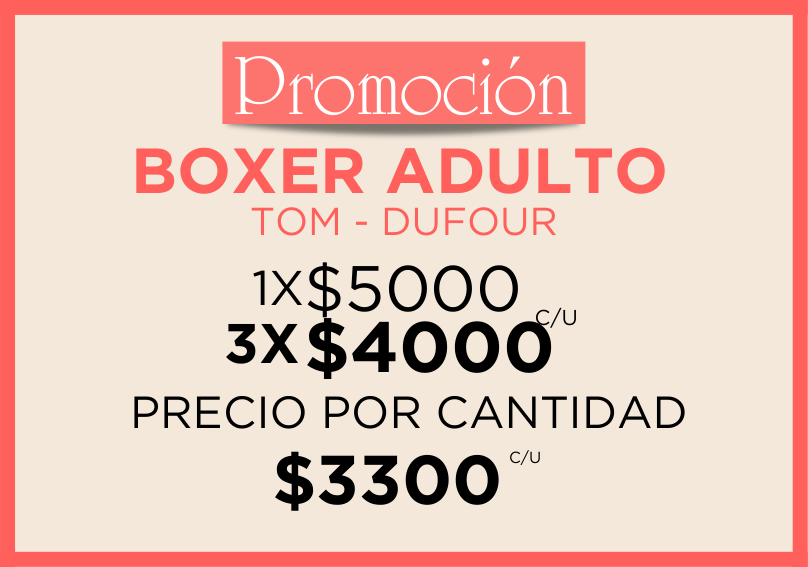 Promoción
BOXER ADULTO
TOM - DUFOUR
1X$5000
3X$4000 C/U
PRECIO POR CANTIDAD
$3300 C/U